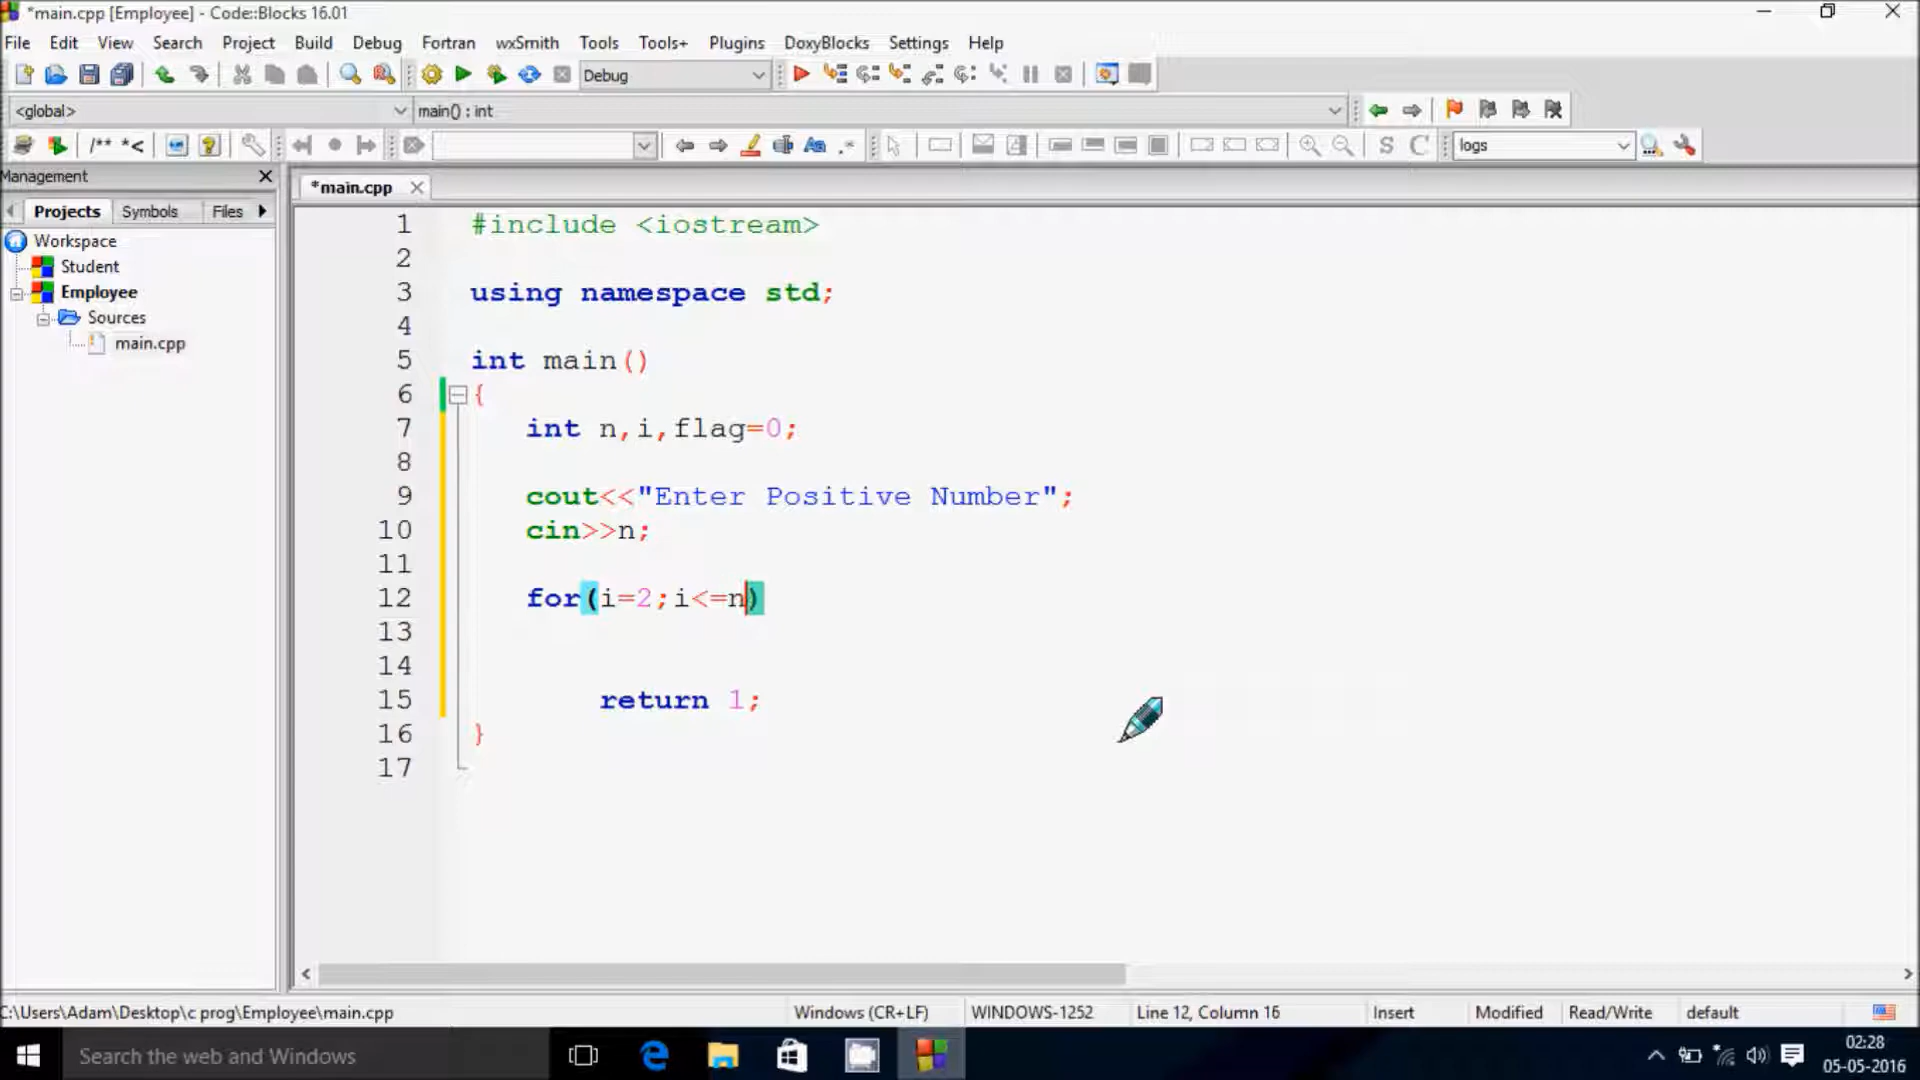 *main.cpp [Employee] - Code::Blocks 16.01
File Edit View Search Project Build Debug Fortran wxSmith Tools Tools+ Plugins DoxyBlocks Settings Help
Debug
<global> main() : int
/** *< Aa .* S C logs
Management
Projects Symbols Files
*main.cpp
Workspace
Student
Employee
Sources
main.cpp
1 #include <iostream>
2
3 using namespace std;
4
5 int main()
6 {
7 int n,i,flag=0;
8
9 cout<<"Enter Positive Number";
10 cin>>n;
11
12 for(i=2;i<=n)
13
14
15 return 1;
16 }
17
C:\Users\Adam\Desktop\c prog\Employee\main.cpp Windows (CR+LF) WINDOWS-1252 Line 12, Column 16 Insert Modified Read/Write default
Search the web and Windows
02:28
05-05-2016